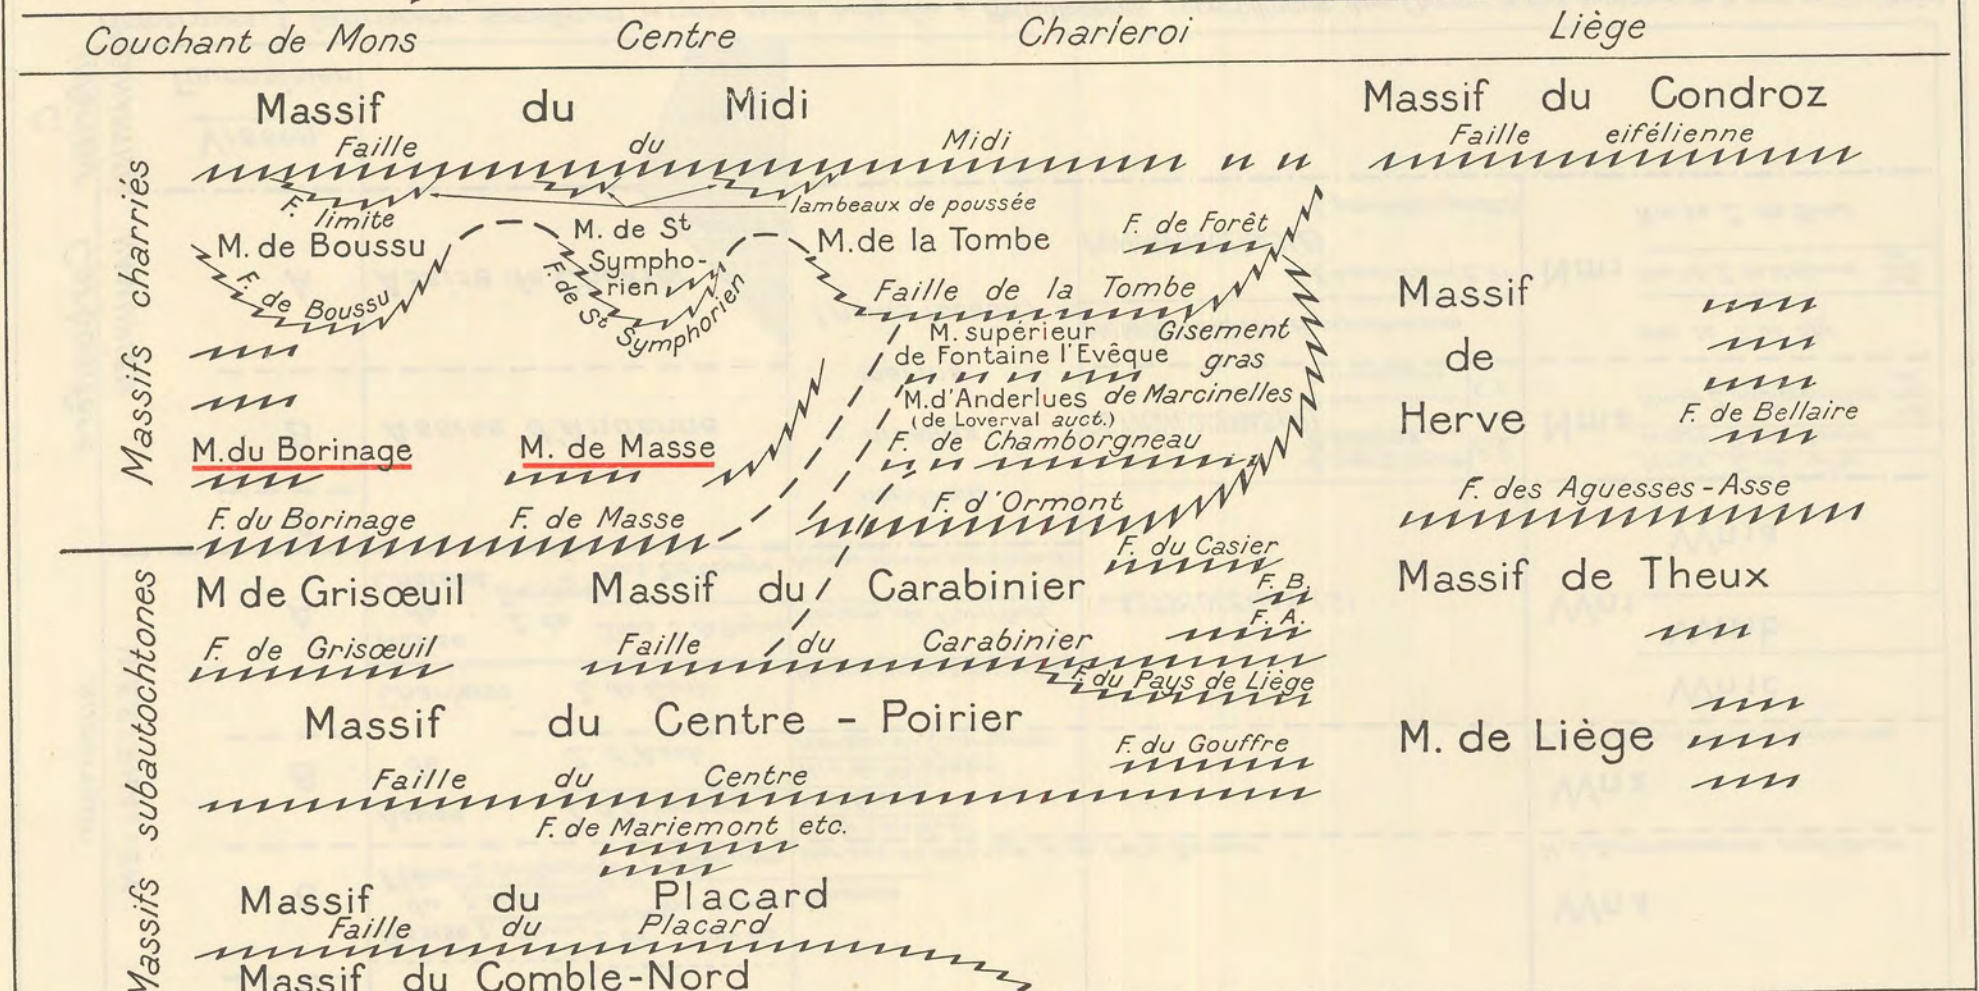 Couchant de Mons Centre Charleroi Liège
Massifs charriés
Massif du Midi
Massif du Condroz
Faille du Midi
Faille eifélienne
F. limite
lambeaux de poussée
M. de Boussu
F. de Boussu
M. de St
Sympho-
rien
F. de St Symphorien
M. de la Tombe
F. de Forêt
Faille de la Tombe
M. supérieur
de Fontaine l'Evêque
Gisement
gras
de Marcinelles
M. d'Anderlues
(de Loverval auct.)
F. de Chamborgneau
F. d'Ormont
Massif
de
Herve
F. de Bellaire
M. du Borinage
M. de Masse
F. du Borinage
F. de Masse
F. des Aguesses-Asse
Massifs subautochtones
M de Grisœuil
Massif du Carabinier
F. du Casier
F. B.
F. A.
Massif de Theux
F. de Grisœuil
Faille du Carabinier
F. du Pays de Liège
Massif du Centre - Poirier
F. du Gouffre
M. de Liège
Faille du Centre
F. de Mariemont etc.
Massifs
Massif du Placard
Faille du Placard
Massif du Comble-Nord